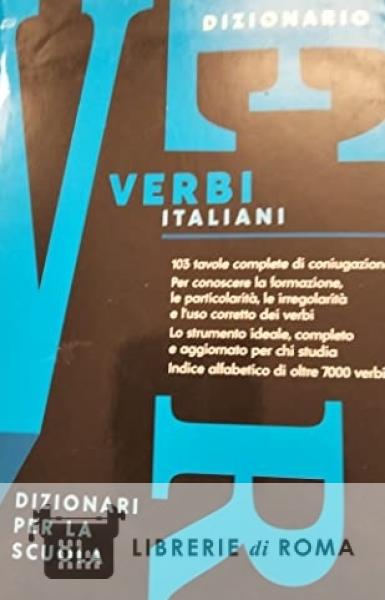 DIZIONARIO
VERBI
ITALIANI
103 tavole complete di coniugazione
Per conoscere la formazione,
le particolarità, le irregolarità
e l'uso corretto dei verbi
Lo strumento ideale, completo
e aggiornato per chi studia
Indice alfabetico di oltre 7000 verbi
V
E
R
DIZIONARI
PER LA
SCUOLA
LIBRERIE di ROMA